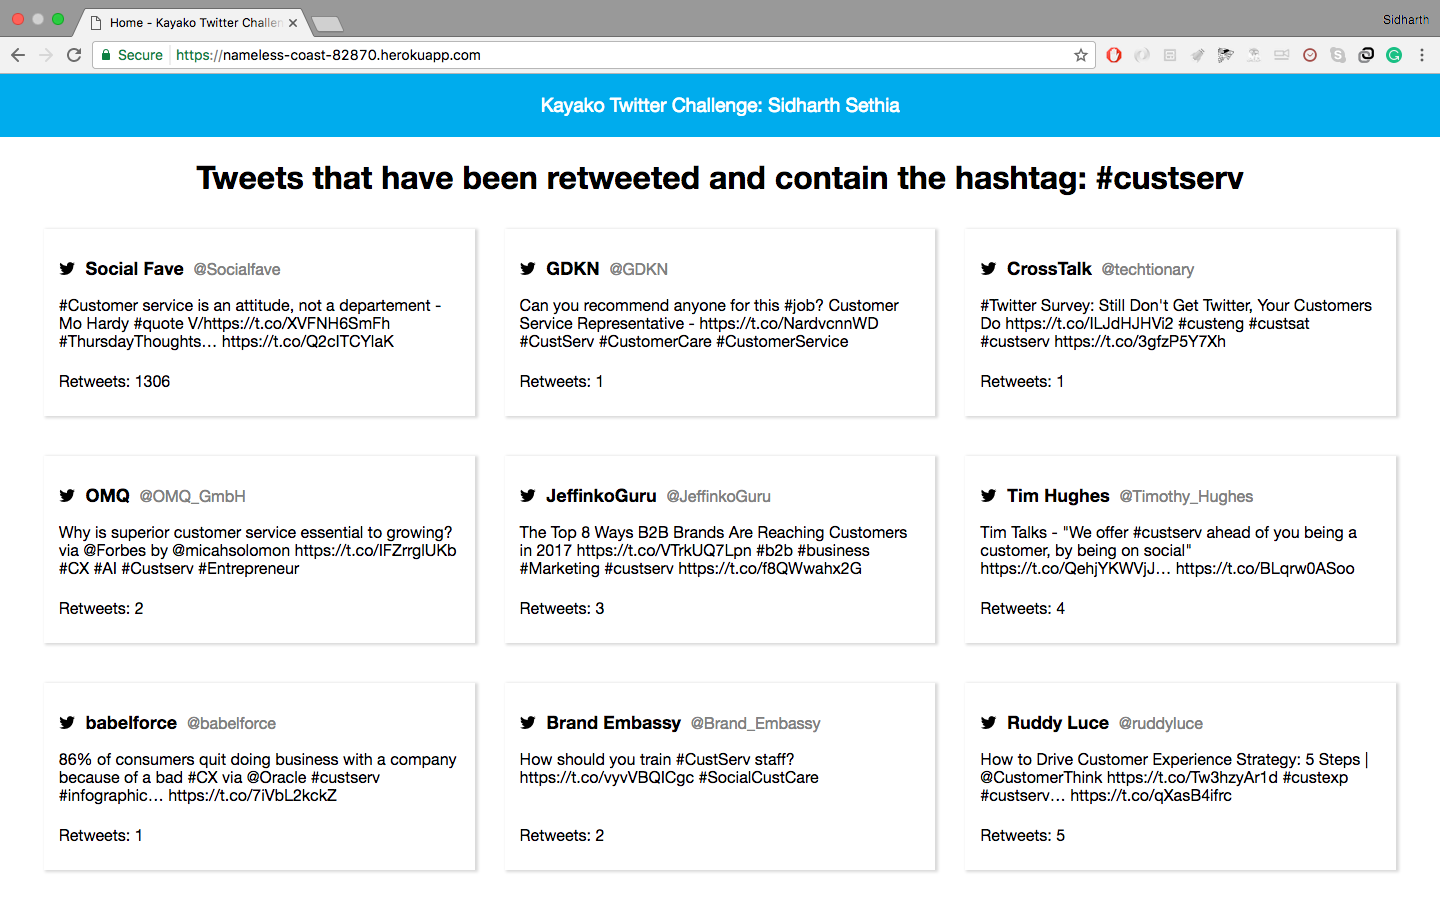 Home - Kayako Twitter Challen
Sidharth
Secure https://nameless-coast-82870.herokuapp.com
Kayako Twitter Challenge: Sidharth Sethia
Tweets that have been retweeted and contain the hashtag: #custserv
Social Fave @Socialfave
#Customer service is an attitude, not a departement -
Mo Hardy #quote V/https://t.co/XVFNH6SmFh
#ThursdayThoughts… https://t.co/Q2cITCYlaK
Retweets: 1306
GDKN @GDKN
Can you recommend anyone for this #job? Customer
Service Representative - https://t.co/NardvcnnWD
#CustServ #CustomerCare #CustomerService
Retweets: 1
CrossTalk @techtionary
#Twitter Survey: Still Don't Get Twitter, Your Customers
Do https://t.co/ILJdHJHVi2 #custeng #custsat
#custserv https://t.co/3gfzP5Y7Xh
Retweets: 1
OMQ @OMQ_GmbH
Why is superior customer service essential to growing?
via @Forbes by @micahsolomon https://t.co/IFZrrglUKb
#CX #AI #Custserv #Entrepreneur
Retweets: 2
JeffinkoGuru @JeffinkoGuru
The Top 8 Ways B2B Brands Are Reaching Customers
in 2017 https://t.co/VTrkUQ7Lpn #b2b #business
#Marketing #custserv https://t.co/f8QWwahx2G
Retweets: 3
Tim Hughes @Timothy_Hughes
Tim Talks - "We offer #custserv ahead of you being a
customer, by being on social"
https://t.co/QehjYKWVjJ… https://t.co/BLqrw0ASoo
Retweets: 4
babelforce @babelforce
86% of consumers quit doing business with a company
because of a bad #CX via @Oracle #custserv
#infographic… https://t.co/7iVbL2kckZ
Retweets: 1
Brand Embassy @Brand_Embassy
How should you train #CustServ staff?
https://t.co/vyvVBQICgc #SocialCustCare
Retweets: 2
Ruddy Luce @ruddyluce
How to Drive Customer Experience Strategy: 5 Steps |
@CustomerThink https://t.co/Tw3hzyAr1d #custexp
#custserv… https://t.co/qXasB4ifrc
Retweets: 5